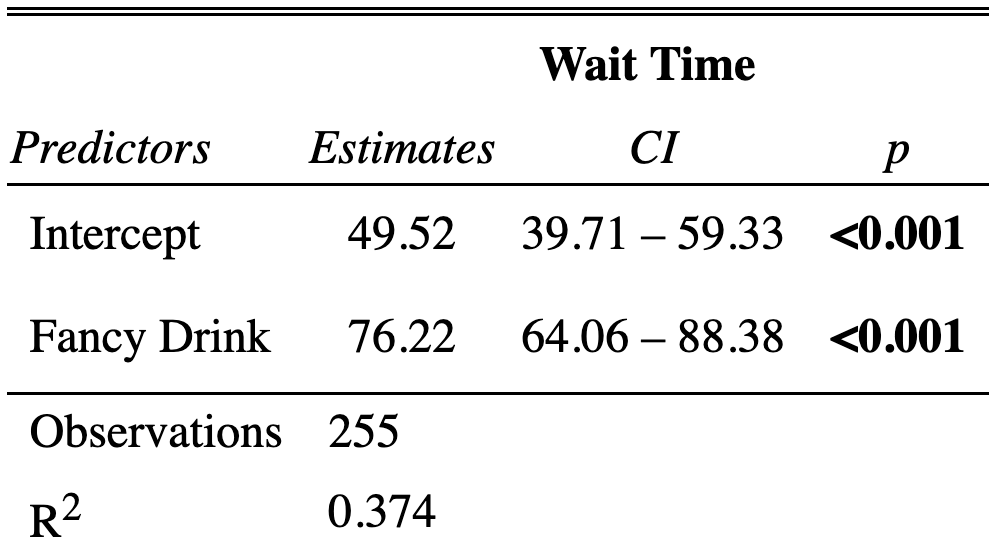 Wait Time
Predictors Estimates CI p
Intercept 49.52 39.71 – 59.33 <0.001
Fancy Drink 76.22 64.06 – 88.38 <0.001
Observations 255
R² 0.374